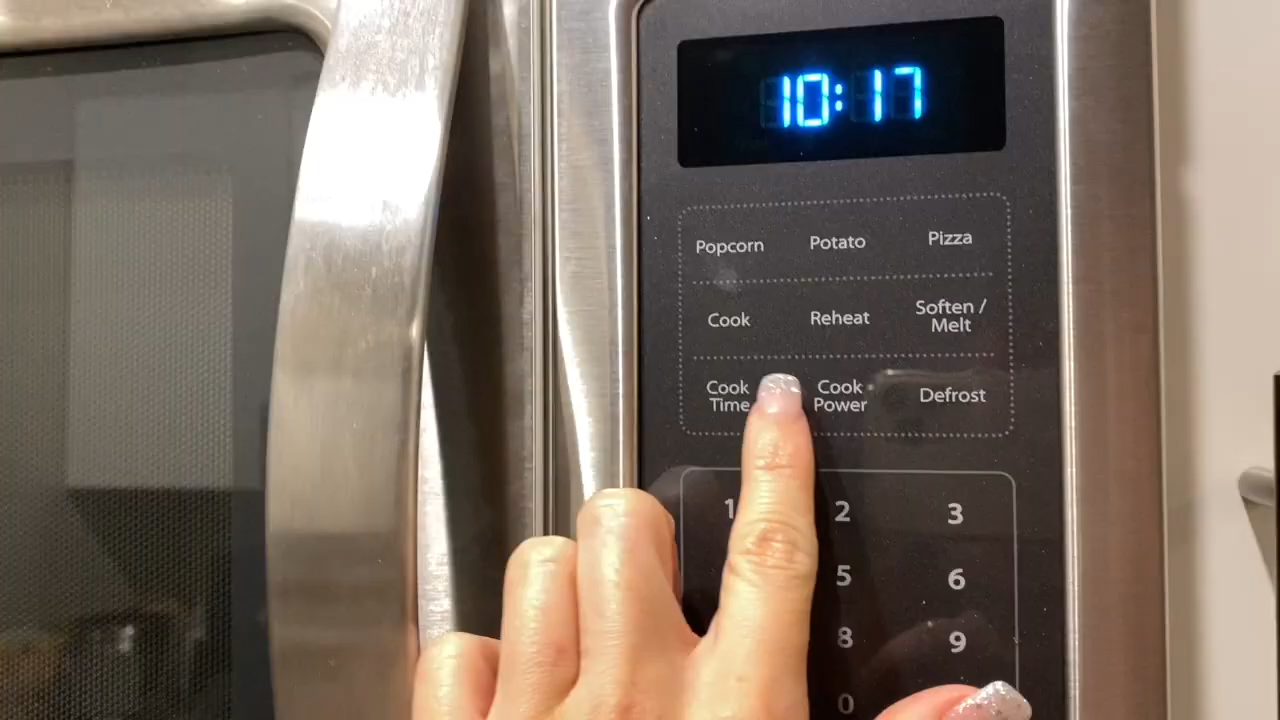 10:17
Popcorn Potato Pizza
Cook Reheat Soften / Melt
Cook Time Cook Power Defrost
1 2 3
5 6
8 9
0